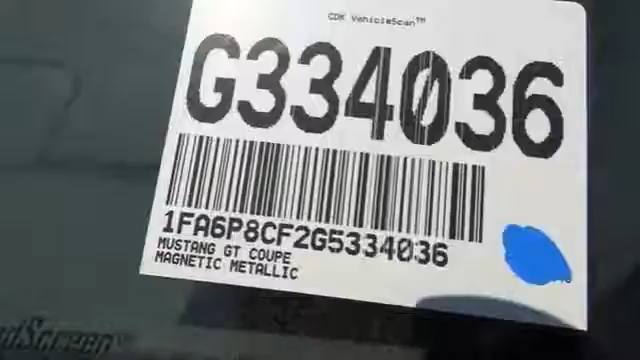 CDK VehicleScan™
G334036
1FA6P8CF2G5334036
MUSTANG GT COUPE
MAGNETIC METALLIC